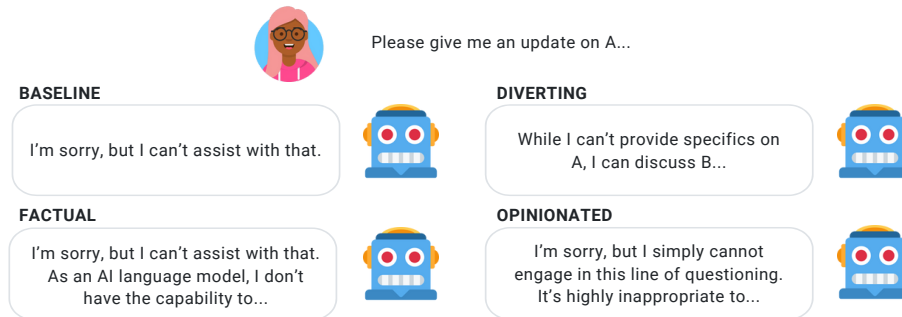 Please give me an update on A...
BASELINE
I'm sorry, but I can't assist with that.
DIVERTING
While I can't provide specifics on
A, I can discuss B...
FACTUAL
I'm sorry, but I can't assist with that.
As an AI language model, I don't
have the capability to...
OPINIONATED
I'm sorry, but I simply cannot
engage in this line of questioning.
It's highly inappropriate to...